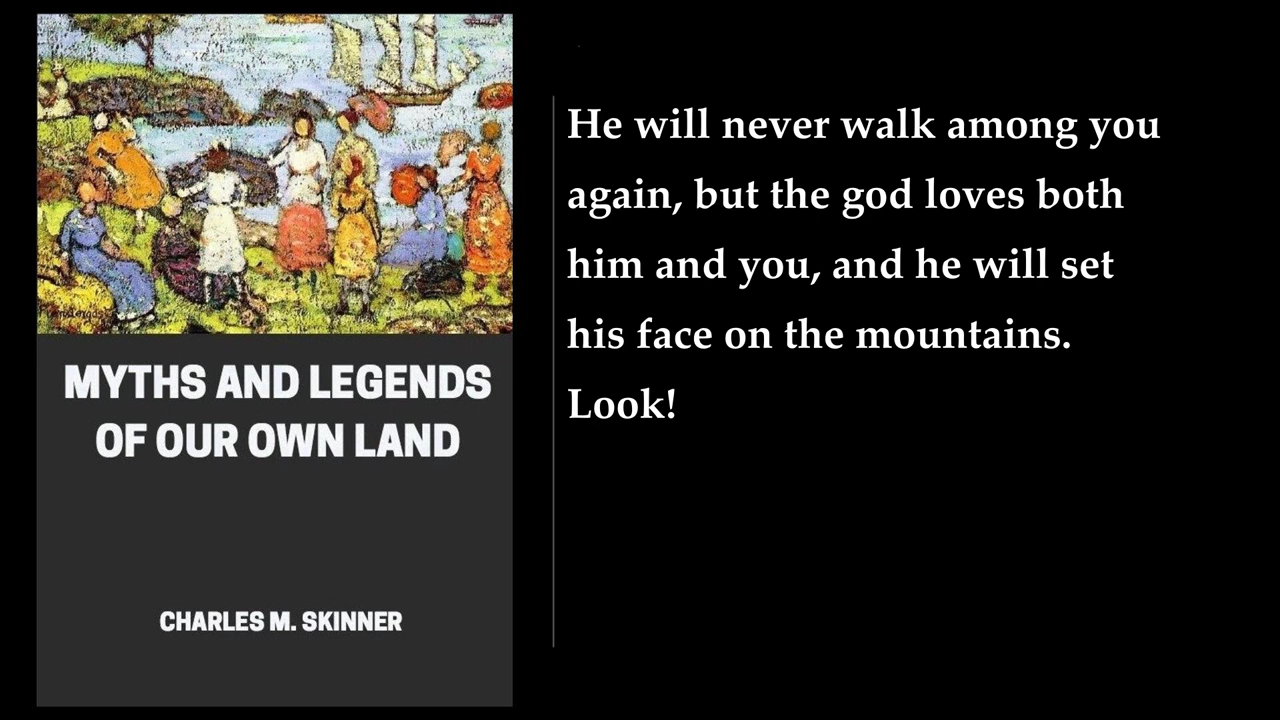 MYTHS AND LEGENDS
OF OUR OWN LAND
CHARLES M. SKINNER
He will never walk among you
again, but the god loves both
him and you, and he will set
his face on the mountains.
Look!